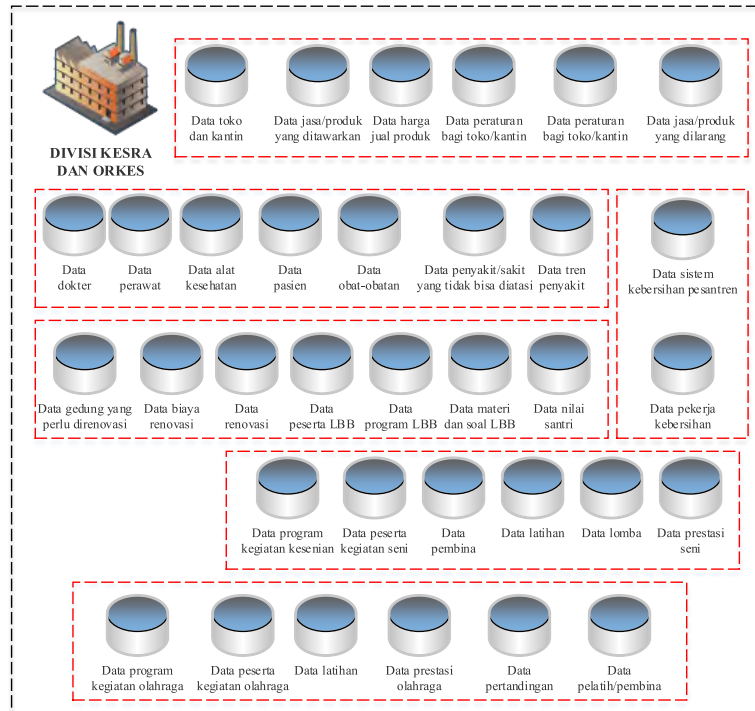 DIVISI KESRA
DAN ORKES
Data toko
dan kantin
Data jasa/produk
yang ditawarkan
Data harga
jual produk
Data peraturan
bagi toko/kantin
Data peraturan
bagi toko/kantin
Data jasa/produk
yang dilarang
Data
dokter
Data
perawat
Data alat
kesehatan
Data
pasien
Data
obat-obatan
Data penyakit/sakit
yang tidak bisa diatasi
Data tren
penyakit
Data sistem
kebersihan pesantren
Data gedung yang
perlu direnovasi
Data biaya
renovasi
Data
renovasi
Data
peserta LBB
Data
program LBB
Data materi
dan soal LBB
Data nilai
santri
Data pekerja
kebersihan
Data program
kegiatan kesenian
Data peserta
kegiatan seni
Data
pembina
Data latihan
Data lomba
Data prestasi
seni
Data program
kegiatan olahraga
Data peserta
kegiatan olahraga
Data latihan
Data prestasi
olahraga
Data
pertandingan
Data
pelatih/pembina